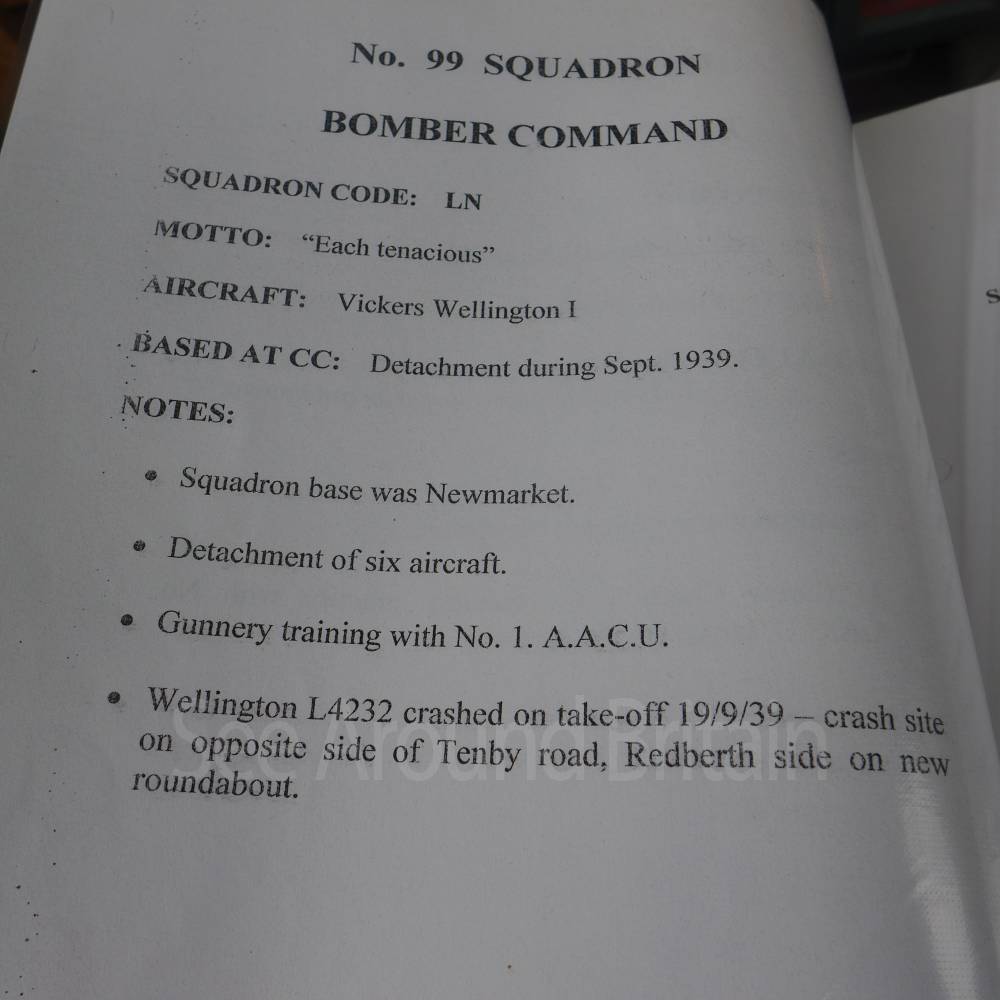 No. 99 SQUADRON
BOMBER COMMAND
SQUADRON CODE: LN
MOTTO: “Each tenacious”
AIRCRAFT: Vickers Wellington I
BASED AT CC: Detachment during Sept. 1939.
NOTES:
• Squadron base was Newmarket.
• Detachment of six aircraft.
• Gunnery training with No. 1. A.A.C.U.
• Wellington L4232 crashed on take-off 19/9/39 – crash site
on opposite side of Tenby road, Redberth side on new
roundabout.
See Around Britain
S